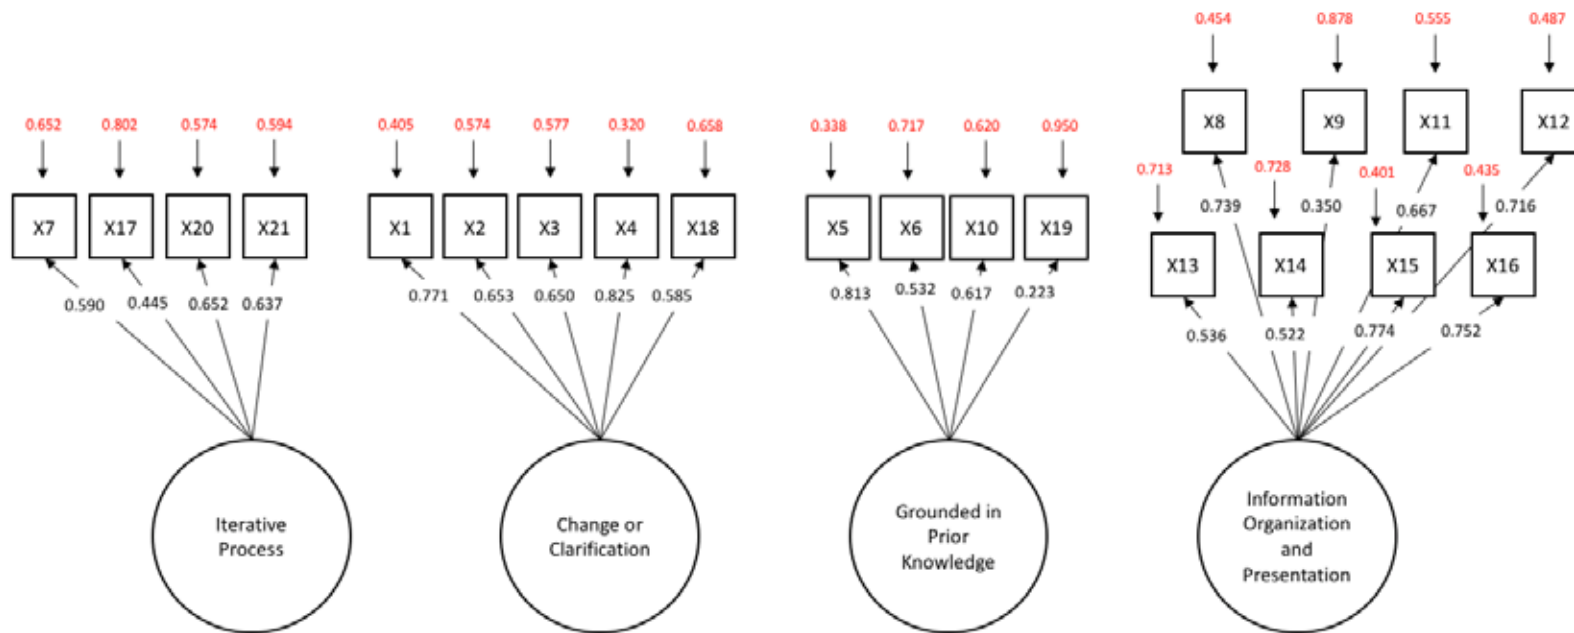 0.454 0.878 0.555 0.487
X8 X9 X11 X12
0.652 0.802 0.574 0.594 0.405 0.574 0.577 0.320 0.658 0.338 0.717 0.620 0.950
0.713 0.728 0.401 0.435
0.739 0.350 0.667 0.716
X7 X17 X20 X21 X1 X2 X3 X4 X18 X5 X6 X10 X19
X13 X14 X15 X16
0.590 0.445 0.652 0.637 0.771 0.653 0.650 0.825 0.585 0.813 0.532 0.617 0.223
0.536 0.522 0.774 0.752
Iterative
Process
Change or
Clarification
Grounded in
Prior
Knowledge
Information
Organization
and
Presentation